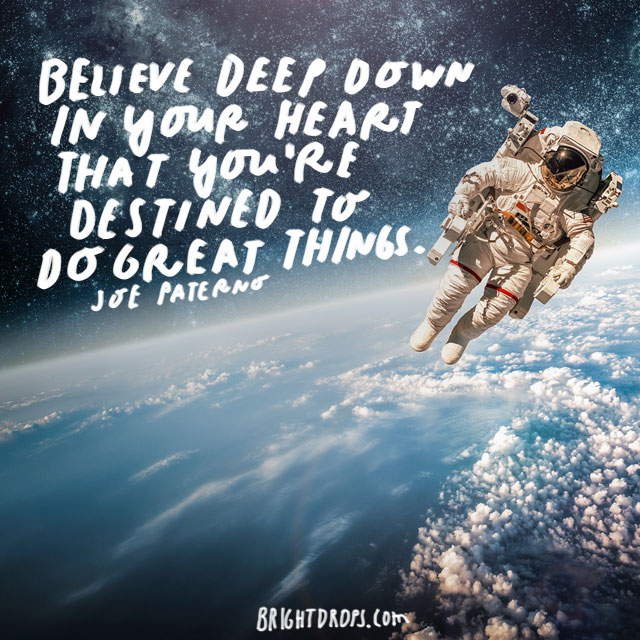 BELIEVE DEEP DOWN
IN YOUR HEART
THAT YOU'RE
DESTINED TO
DO GREAT THINGS.
JOE PATERNO
BRIGHTDROPS.COM